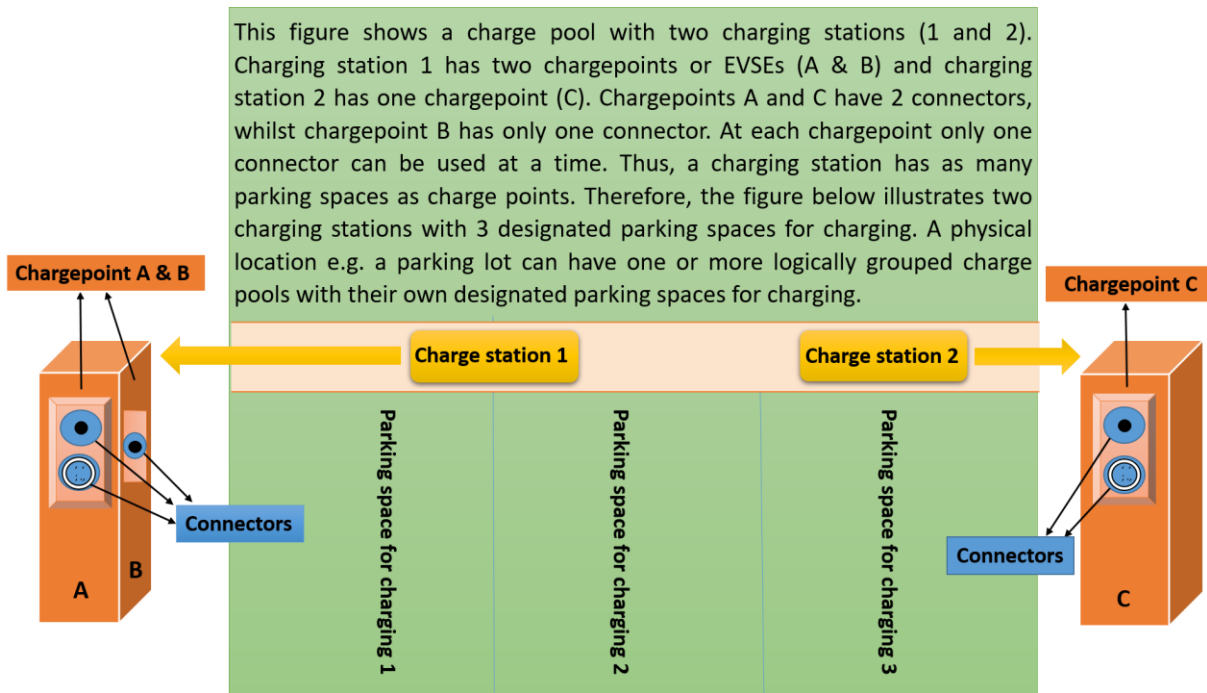 This figure shows a charge pool with two charging stations (1 and 2).
Charging station 1 has two chargepoints or EVSEs (A & B) and charging
station 2 has one chargepoint (C). Chargepoints A and C have 2 connectors,
whilst chargepoint B has only one connector. At each chargepoint only one
connector can be used at a time. Thus, a charging station has as many
parking spaces as charge points. Therefore, the figure below illustrates two
charging stations with 3 designated parking spaces for charging. A physical
location e.g. a parking lot can have one or more logically grouped charge
pools with their own designated parking spaces for charging.
Chargepoint A & B
Chargepoint C
Charge station 1
Charge station 2
Parking space for charging 1
Parking space for charging 2
Parking space for charging 3
Connectors
Connectors
A
B
C